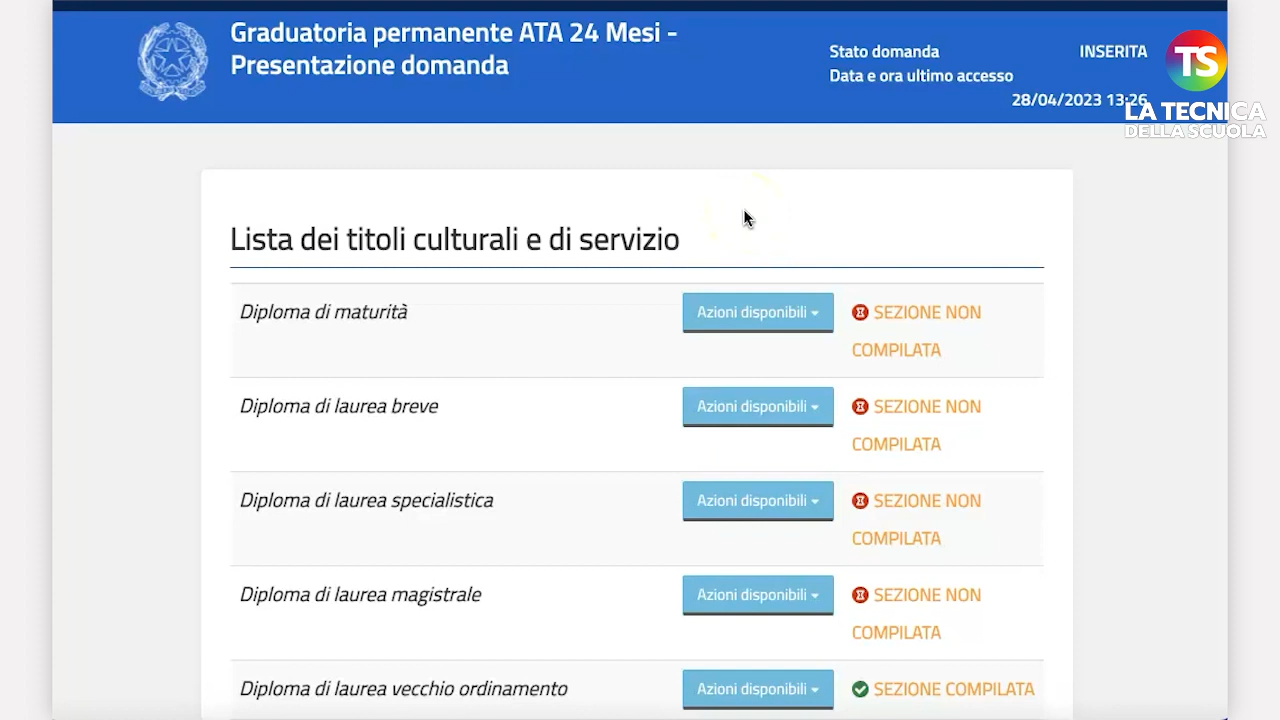 Graduatoria permanente ATA 24 Mesi -
Presentazione domanda
Stato domanda INSERITA
Data e ora ultimo accesso
28/04/2023 13:26
TS
LA TECNICA
DELLA SCUOLA
Lista dei titoli culturali e di servizio
Diploma di maturità Azioni disponibili SEZIONE NON
COMPILATA
Diploma di laurea breve Azioni disponibili SEZIONE NON
COMPILATA
Diploma di laurea specialistica Azioni disponibili SEZIONE NON
COMPILATA
Diploma di laurea magistrale Azioni disponibili SEZIONE NON
COMPILATA
Diploma di laurea vecchio ordinamento Azioni disponibili SEZIONE COMPILATA